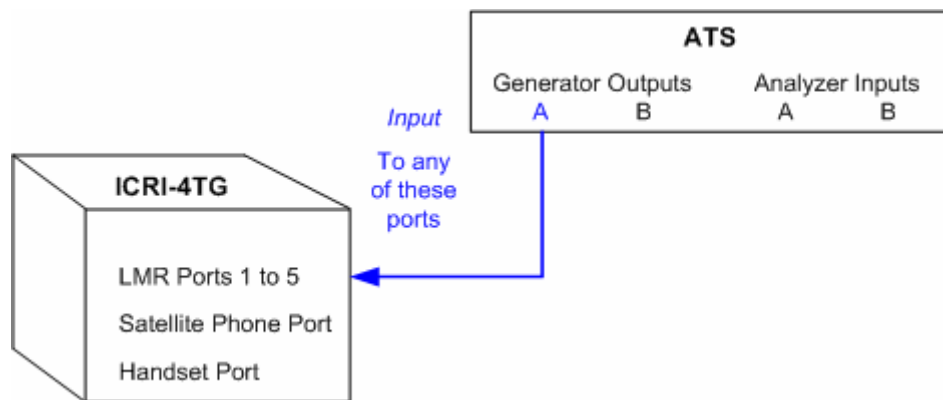 ATS
Generator Outputs Analyzer Inputs
A B A B
Input
To any
of these
ports
ICRI-4TG
LMR Ports 1 to 5
Satellite Phone Port
Handset Port